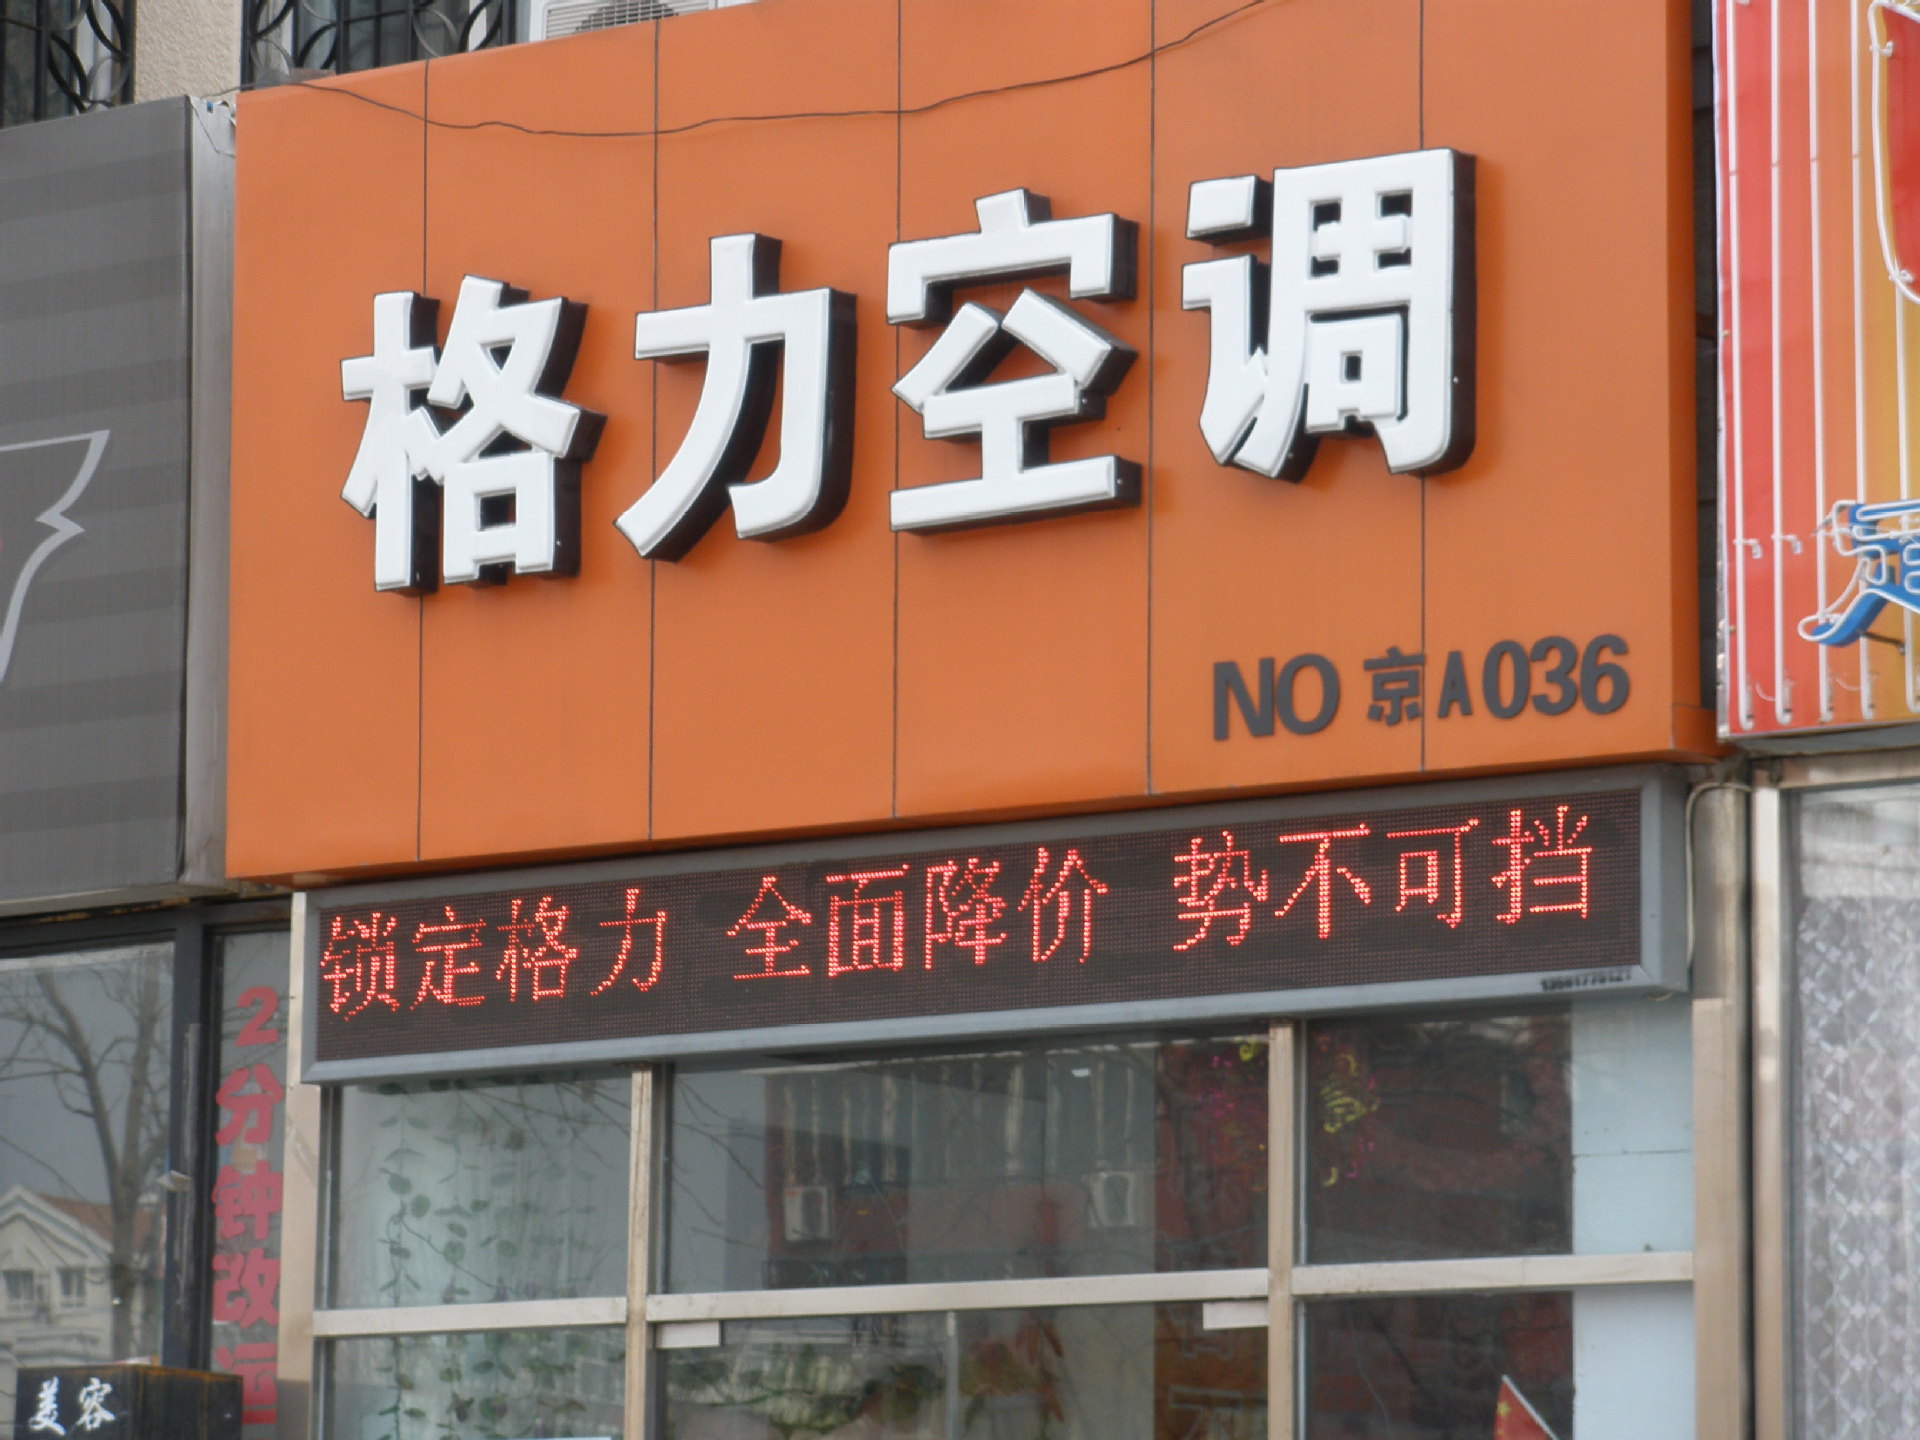 格力空调
NO 京A036
锁定格力 全面降价 势不可挡
2分钟改运
美容